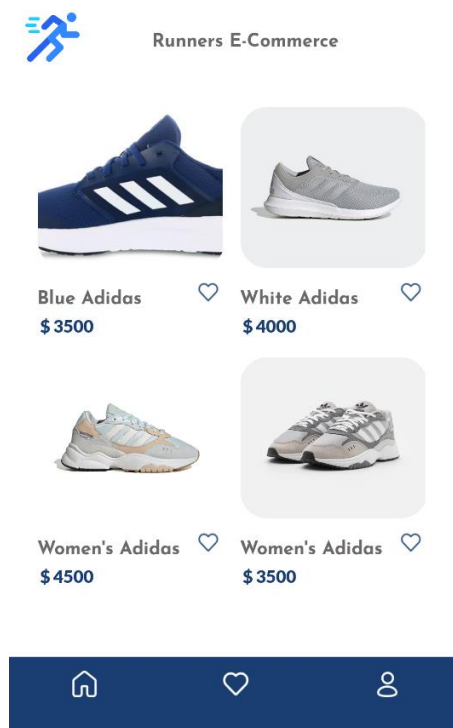 Runners E-Commerce
Blue Adidas
$ 3500
White Adidas
$ 4000
Women's Adidas
$ 4500
Women's Adidas
$ 3500